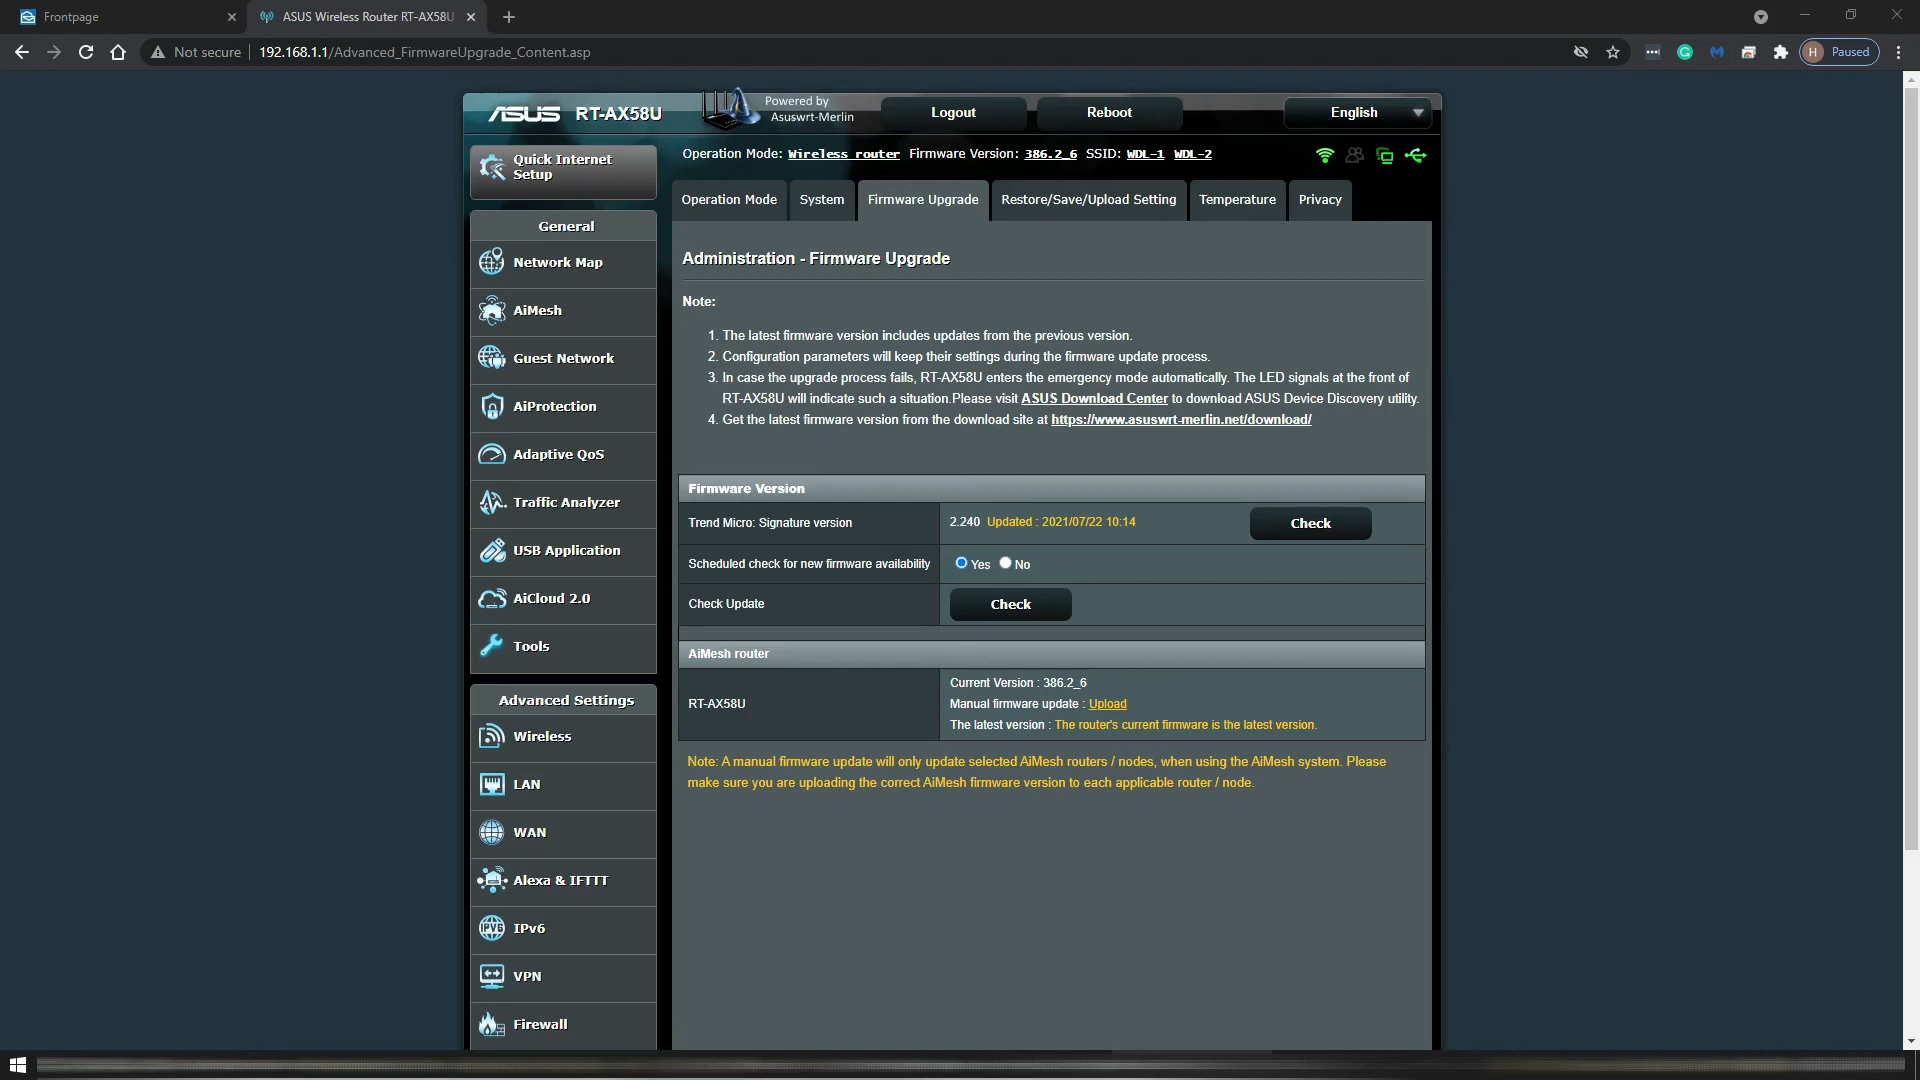 Frontpage
ASUS Wireless Router RT-AX58U
Not secure
192.168.1.1/Advanced_FirmwareUpgrade_Content.asp
H Paused
ASUS RT-AX58U
Powered by
Asuswrt-Merlin
Logout
Reboot
English
Quick Internet
Setup
Operation Mode: Wireless router Firmware Version: 386.2_6 SSID: WDL-1 WDL-2
Operation Mode
System
Firmware Upgrade
Restore/Save/Upload Setting
Temperature
Privacy
General
Network Map
AiMesh
Guest Network
AiProtection
Adaptive QoS
Traffic Analyzer
USB Application
AiCloud 2.0
Tools
Advanced Settings
Wireless
LAN
WAN
Alexa & IFTTT
IPV6 IPv6
VPN
Firewall
Administration - Firmware Upgrade
Note:
1. The latest firmware version includes updates from the previous version.
2. Configuration parameters will keep their settings during the firmware update process.
3. In case the upgrade process fails, RT-AX58U enters the emergency mode automatically. The LED signals at the front of
RT-AX58U will indicate such a situation.Please visit ASUS Download Center to download ASUS Device Discovery utility.
4. Get the latest firmware version from the download site at https://www.asuswrt-merlin.net/download/
Firmware Version
Trend Micro: Signature version
2.240 Updated : 2021/07/22 10:14
Check
Scheduled check for new firmware availability
Yes No
Check Update
Check
AiMesh router
RT-AX58U
Current Version : 386.2_6
Manual firmware update : Upload
The latest version : The router's current firmware is the latest version.
Note: A manual firmware update will only update selected AiMesh routers / nodes, when using the AiMesh system. Please
make sure you are uploading the correct AiMesh firmware version to each applicable router / node.